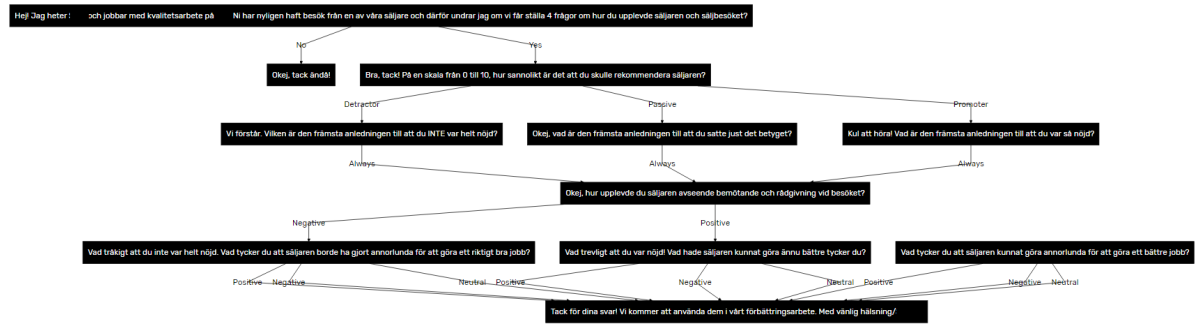 Hej! Jag heter och jobbar med kvalitetsarbete på Ni har nyligen haft besök från en av våra säljare och därför undrar jag om vi får ställa 4 frågor om hur du upplevde säljaren och säljbesöket?
No
Yes
Okej, tack ändå!
Bra, tack! På en skala från 0 till 10, hur sannolikt är det att du skulle rekommendera säljaren?
Detractor
Passive
Promoter
Vi förstår. Vilken är den främsta anledningen till att du INTE var helt nöjd?
Okej, vad är den främsta anledningen till att du satte just det betyget?
Kul att höra! Vad är den främsta anledningen till att du var så nöjd?
Always
Always
Always
Okej, hur upplevde du säljaren avseende bemötande och rådgivning vid besöket?
Negative
Positive
Vad tråkigt att du inte var helt nöjd. Vad tycker du att säljaren borde ha gjort annorlunda för att göra ett riktigt bra jobb?
Vad trevligt att du var nöjd! Vad hade säljaren kunnat göra ännu bättre tycker du?
Vad tycker du att säljaren kunnat göra annorlunda för att göra ett bättre jobb?
Positive
Negative
Neutral
Positive
Negative
Neutral
Positive
Negative
Neutral
Tack för dina svar! Vi kommer att använda dem i vårt förbättringsarbete. Med vänlig hälsning/